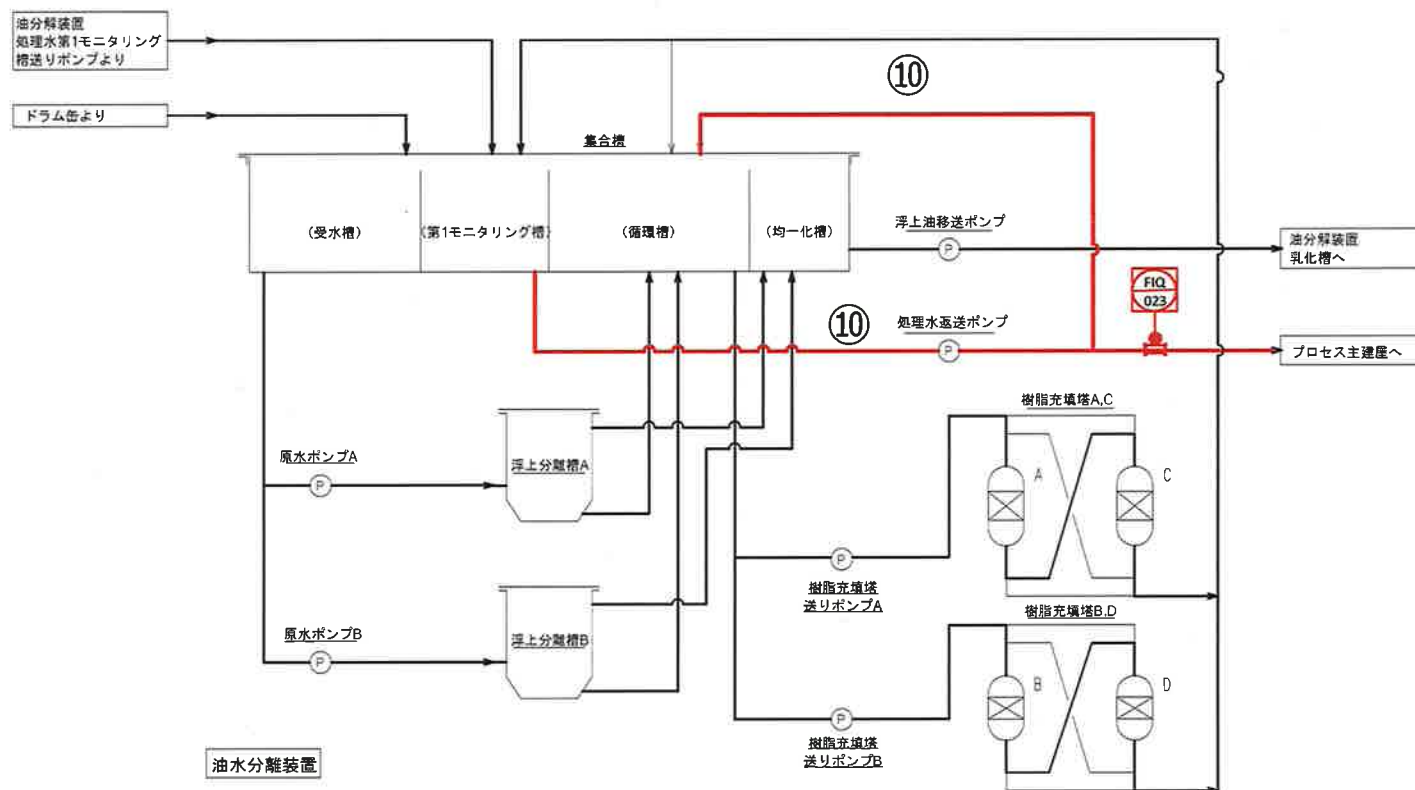 油分解装置
処理水第1モニタリング
槽送りポンプより
⑩
ドラム缶より
集合槽
(受水槽)
(第1モニタリング槽)
(循環槽)
(均一化槽)
浮上油移送ポンプ
P
油分解装置
乳化槽へ
FIQ
023
⑩
処理水返送ポンプ
P
プロセス主建屋へ
樹脂充填塔A,C
原水ポンプA
P
浮上分離槽A
A
C
P
樹脂充填塔
送りポンプA
樹脂充填塔B,D
原水ポンプB
P
浮上分離槽B
B
D
P
樹脂充填塔
送りポンプB
油水分離装置